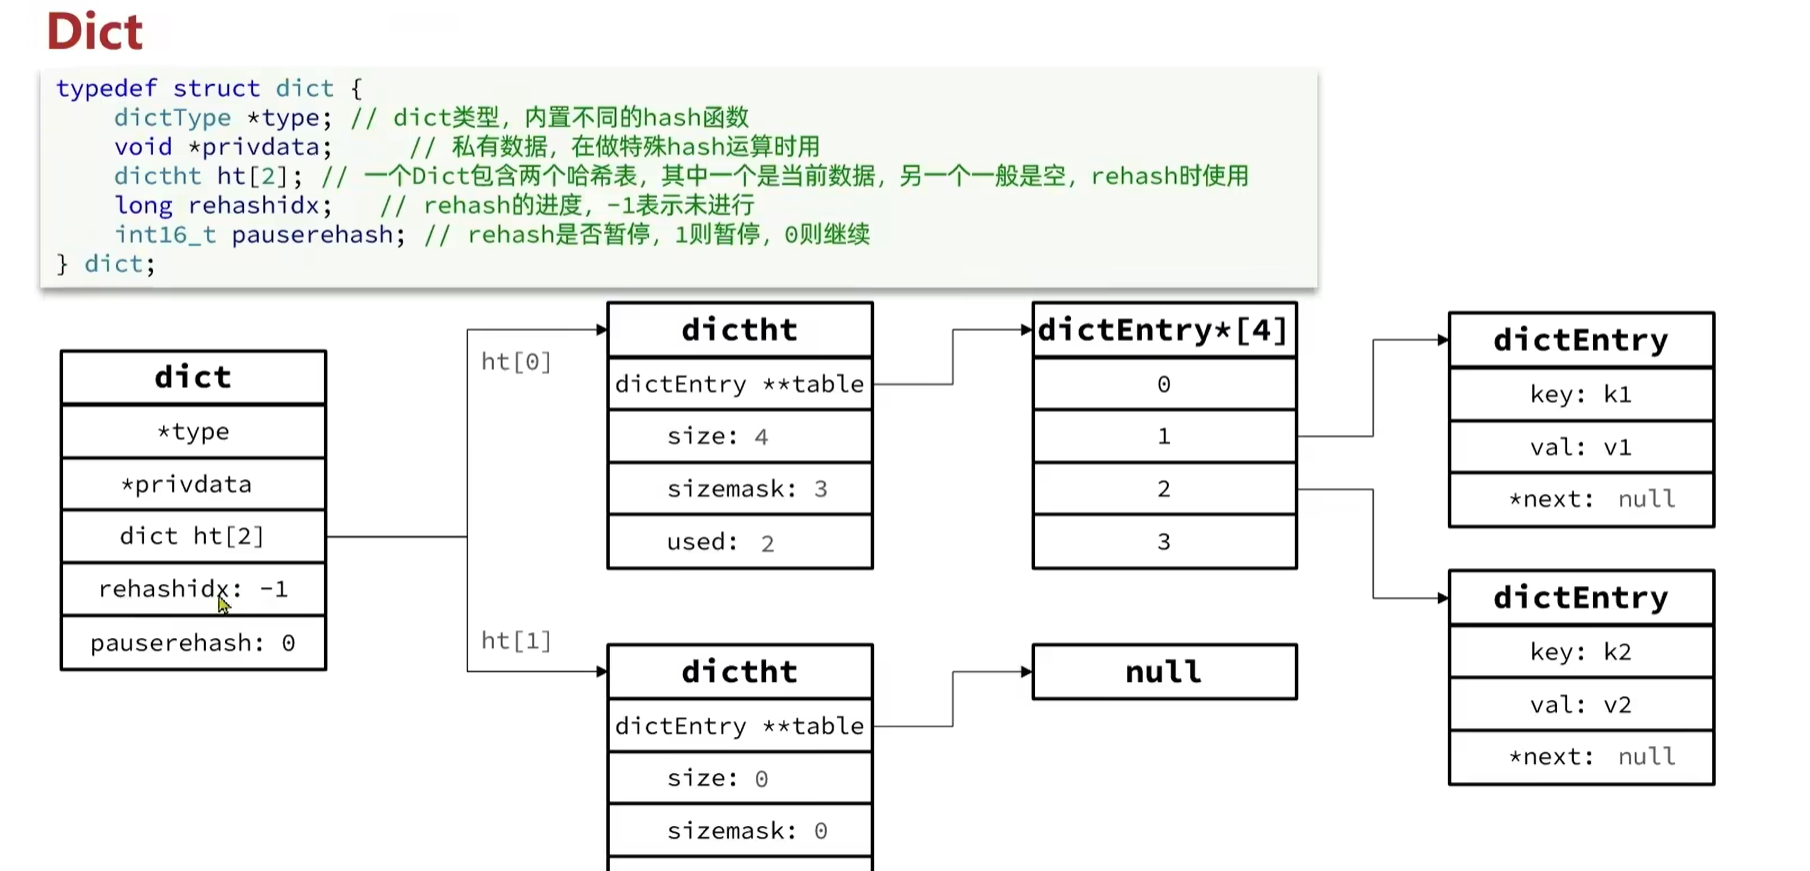 Dict
typedef struct dict {
dictType *type; // dict类型，内置不同的hash函数
void *privdata; // 私有数据，在做特殊hash运算时用
dictht ht[2]; // 一个Dict包含两个哈希表，其中一个是当前数据，另一个一般是空，rehash时使用
long rehashidx; // rehash的进度，-1表示未进行
int16_t pauserehash; // rehash是否暂停，1则暂停，0则继续
} dict;
dict
*type
*privdata
dict ht[2]
rehashidx: -1
pauserehash: 0
ht[0]
dictht
dictEntry **table
size: 4
sizemask: 3
used: 2
dictEntry*[4]
0
1
2
3
dictEntry
key: k1
val: v1
*next: null
dictEntry
key: k2
val: v2
*next: null
ht[1]
dictht
dictEntry **table
size: 0
sizemask: 0
null